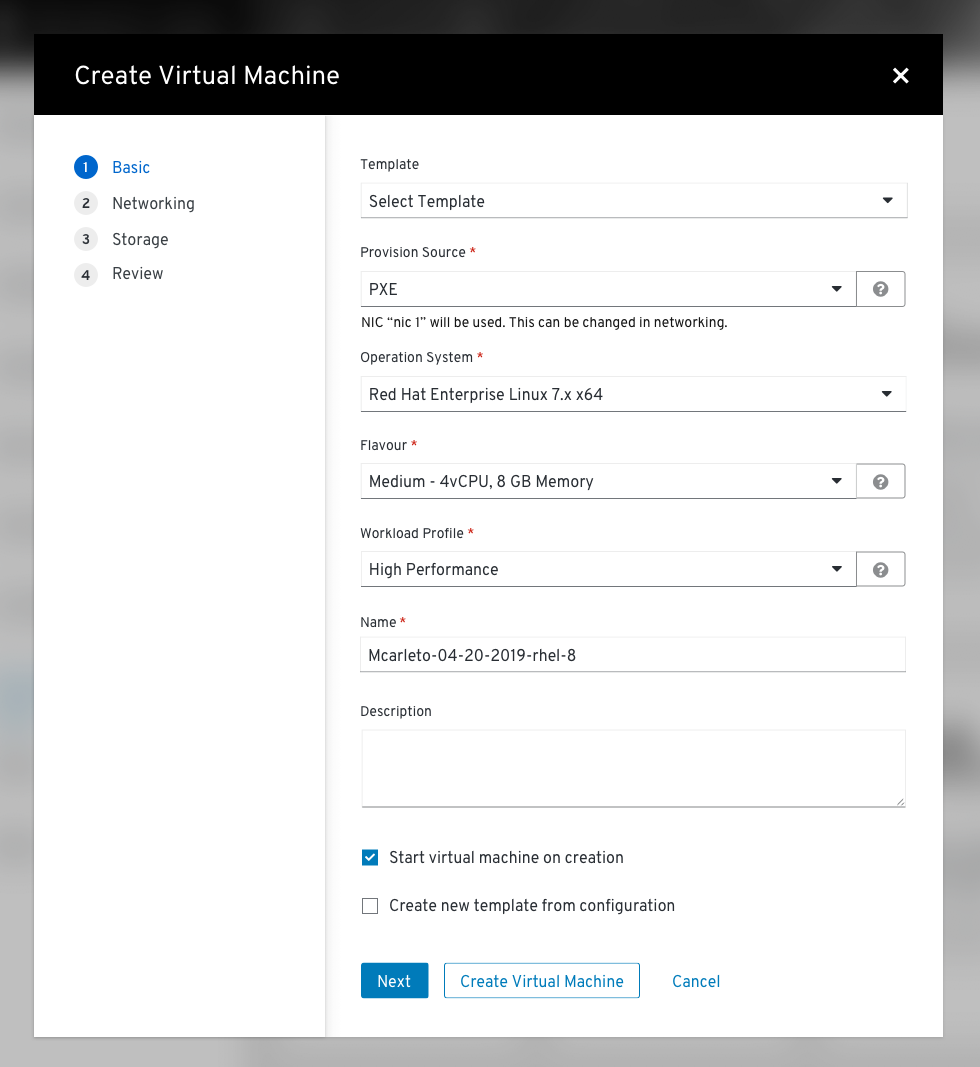 Create Virtual Machine
1 Basic
2 Networking
3 Storage
4 Review
Template
Select Template
Provision Source *
PXE
?
NIC “nic 1” will be used. This can be changed in networking.
Operation System *
Red Hat Enterprise Linux 7.x x64
Flavour *
Medium - 4vCPU, 8 GB Memory
?
Workload Profile *
High Performance
?
Name *
Mcarleto-04-20-2019-rhel-8
Description
Start virtual machine on creation
Create new template from configuration
Next
Create Virtual Machine
Cancel